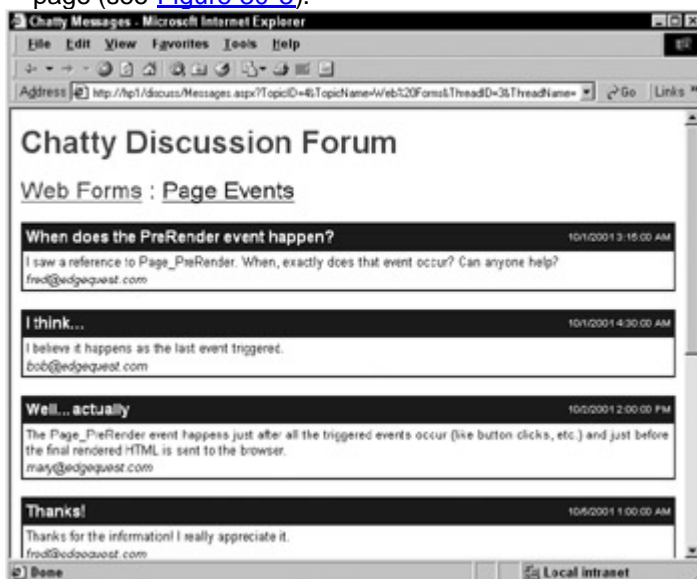 page (see Figure 30-3).
Chatty Messages - Microsoft Internet Explorer
File Edit View Favorites Tools Help
Address http://hp1/discuss/Messages.aspx?TopicID=4&TopicName=Web%20Forms&ThreadID=3&ThreadName= Go Links »
Chatty Discussion Forum
Web Forms : Page Events
When does the PreRender event happen? 10/1/2001 3:15:00 AM
I saw a reference to Page_PreRender. When, exactly does that event occur? Can anyone help?
fred@edgequest.com
I think... 10/1/2001 4:30:00 AM
I believe it happens as the last event triggered.
bob@edgequest.com
Well... actually 10/2/2001 2:00:00 PM
The Page_PreRender event happens just after all the triggered events occur (like button clicks, etc.) and just before
the final rendered HTML is sent to the browser.
mary@edgequest.com
Thanks! 10/5/2001 1:00:00 AM
Thanks for the information! I really appreciate it.
fred@edgequest.com
Done Local intranet